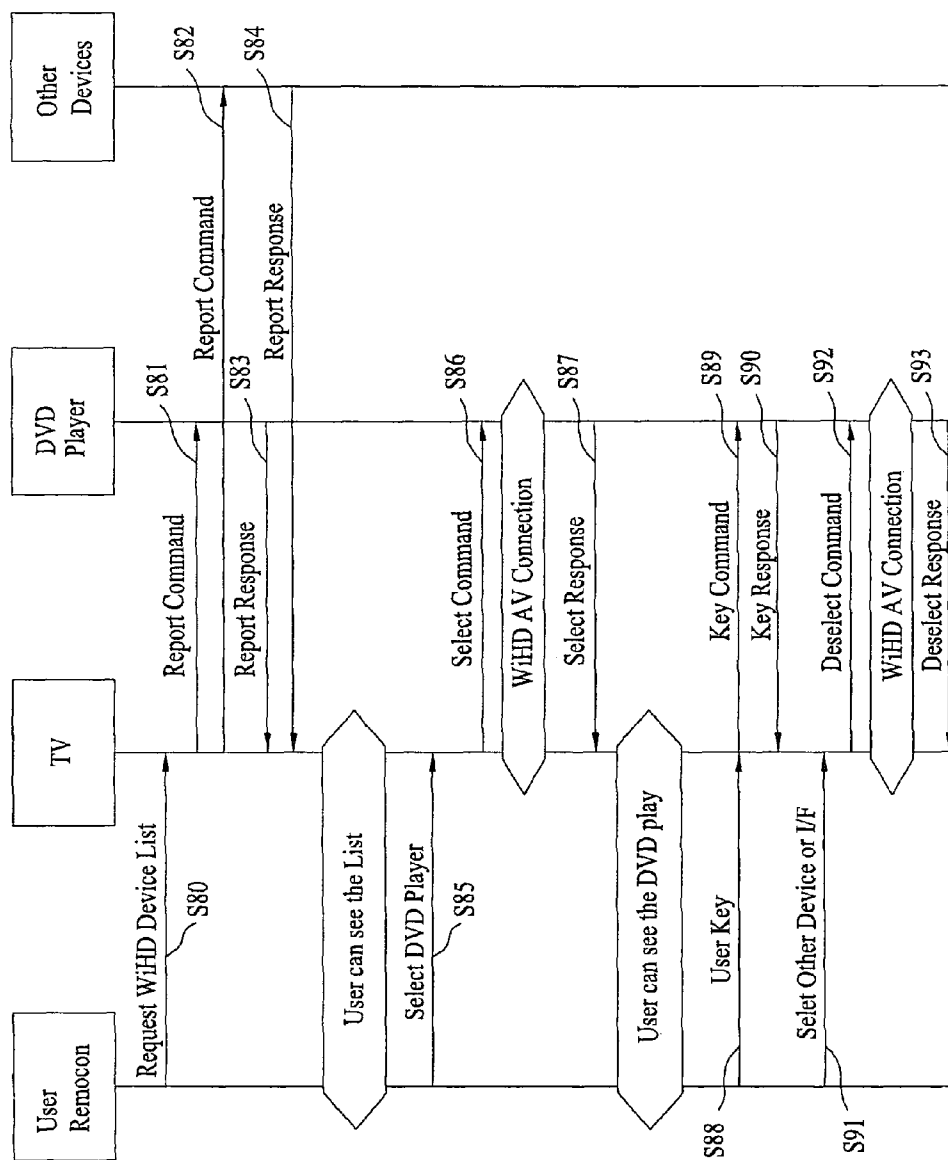 User
Remocon
TV
DVD
Player
Other
Devices
Request WiHD Device List
S80
Report Command
S81
Report Command
S82
Report Response
S83
Report Response
S84
User can see the List
Select DVD Player
S85
Select Command
S86
WiHD AV Connection
Select Response
S87
User can see the DVD play
User Key
S88
Key Command
S89
Key Response
S90
Selet Other Device or I/F
S91
Deselect Command
S92
WiHD AV Connection
Deselect Response
S93